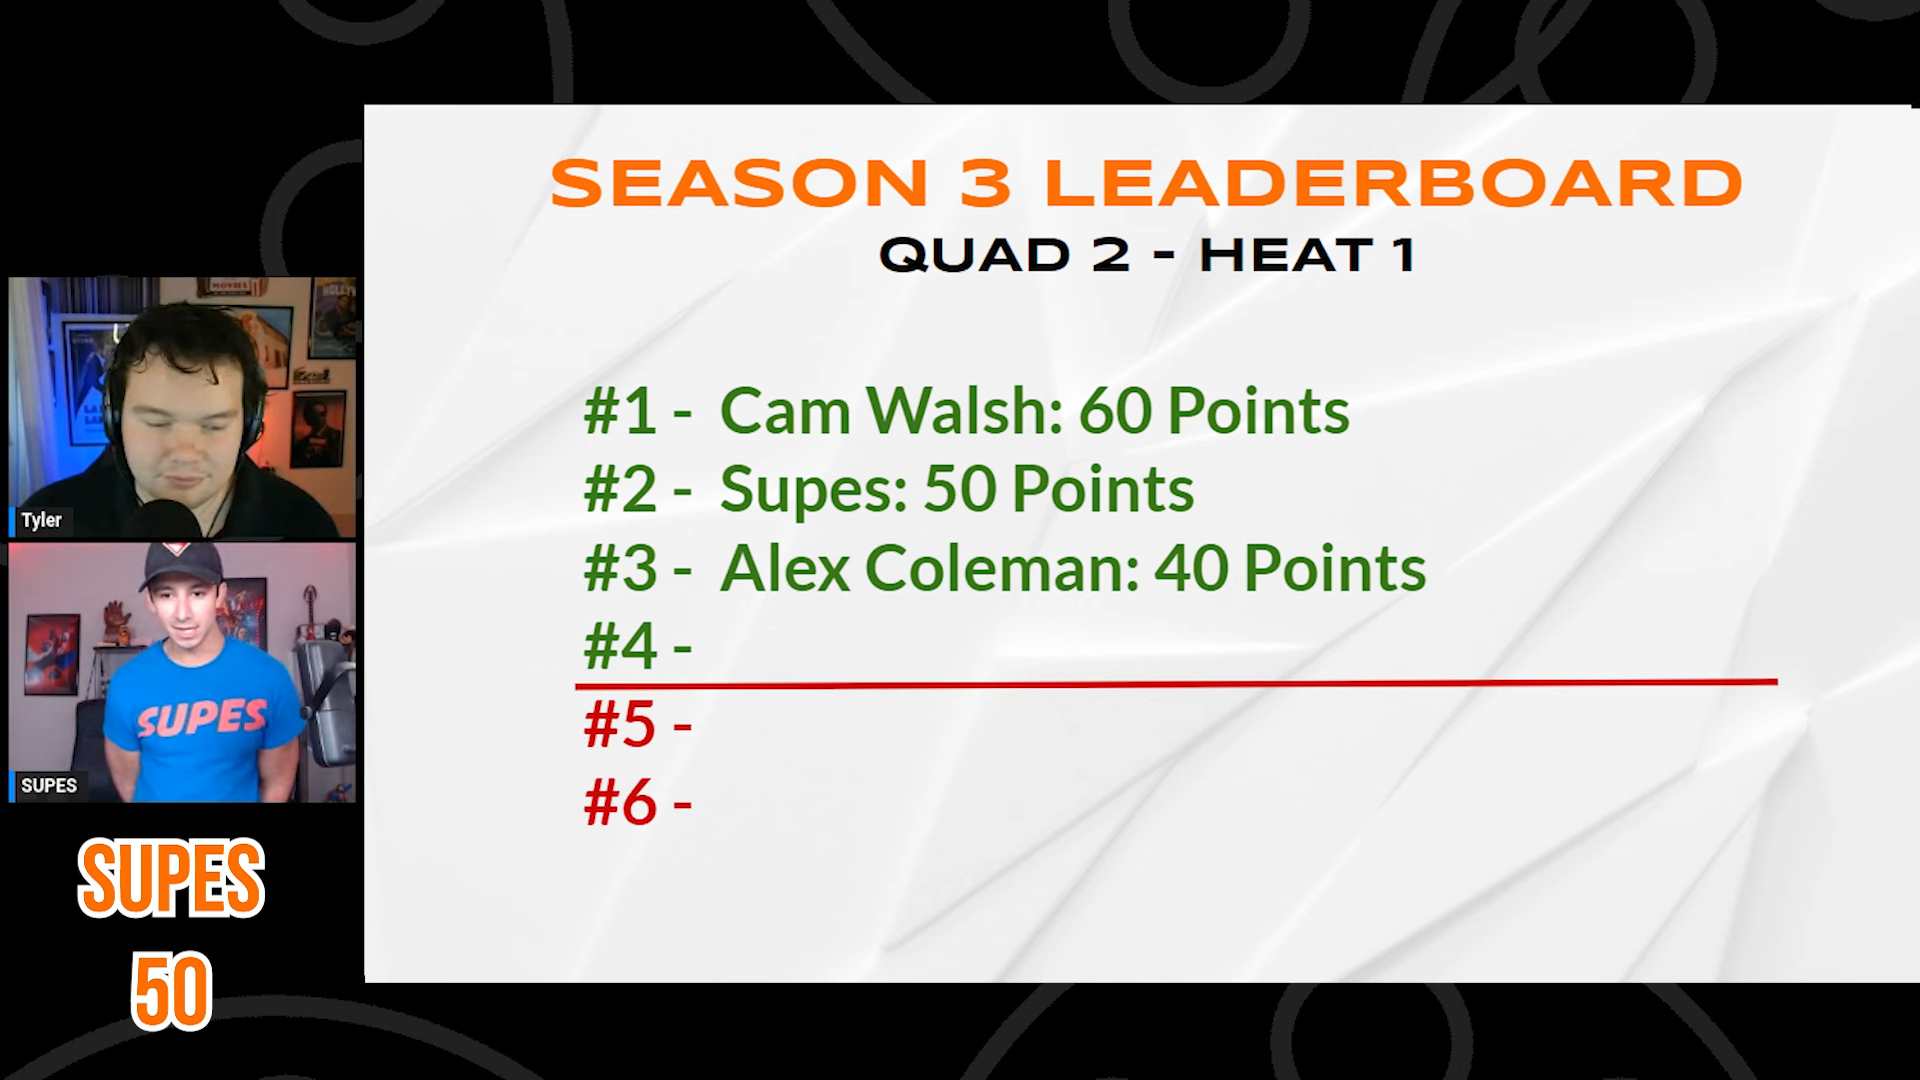 SEASON 3 LEADERBOARD
QUAD 2 - HEAT 1
#1 - Cam Walsh: 60 Points
#2 - Supes: 50 Points
#3 - Alex Coleman: 40 Points
#4 -
#5 -
#6 -
MOVIES
Tyler
SUPES
SUPES
SUPES
50